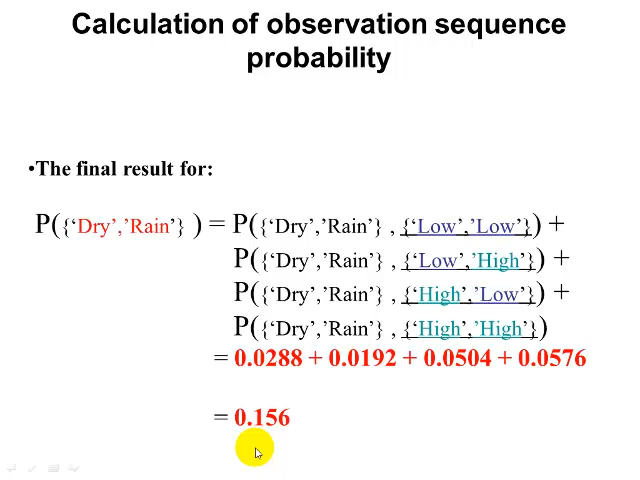 Calculation of observation sequence
probability
•The final result for:
P({‘Dry’,’Rain’} ) = P({‘Dry’,’Rain’} , {‘Low’,’Low’}) +
P({‘Dry’,’Rain’} , {‘Low’,’High’}) +
P({‘Dry’,’Rain’} , {‘High’,’Low’}) +
P({‘Dry’,’Rain’} , {‘High’,’High’})
= 0.0288 + 0.0192 + 0.0504 + 0.0576
= 0.156